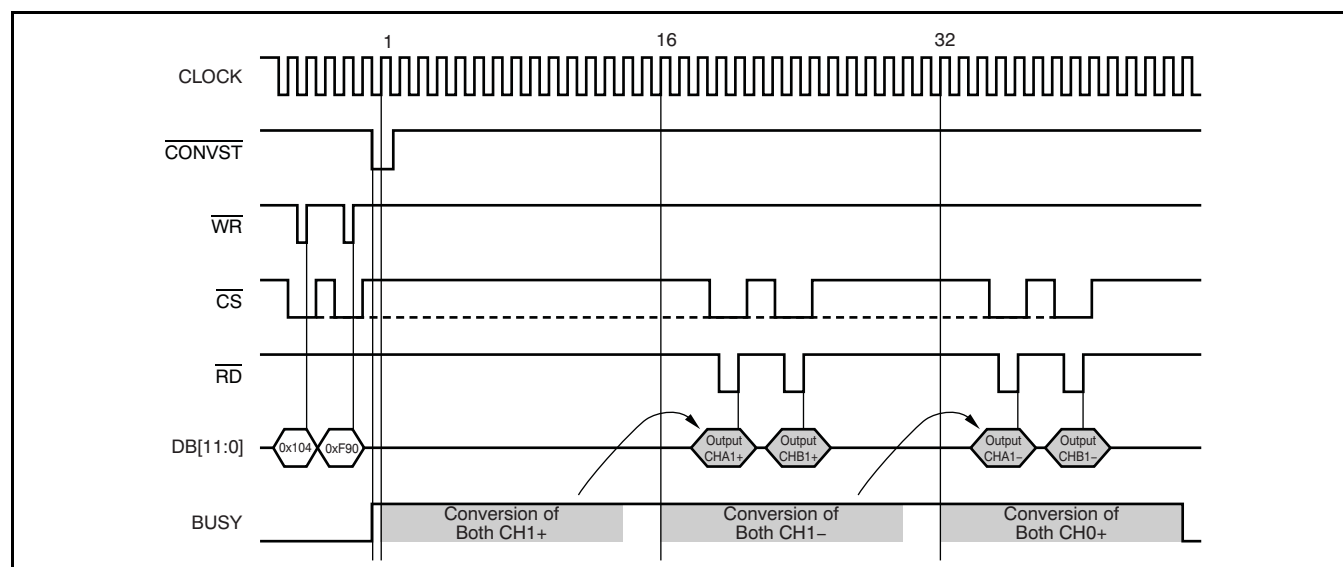 1
16
32
CLOCK
CONVST
WR
CS
RD
DB[11:0]
0x104
0xF90
Output
CHA1+
Output
CHB1+
Output
CHA1−
Output
CHB1−
BUSY
Conversion of
Both CH1+
Conversion of
Both CH1−
Conversion of
Both CH0+